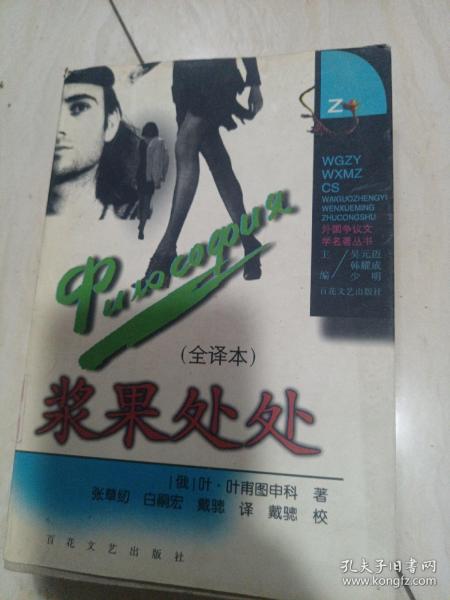 Z
WGZY
WXMZ
CS
WAIGUOZHENGYI
WENXUEMING
ZHUCONGSHU
外国争议文
学名著丛书
主 编
吴元迈
韩耀成
少 明
百花文艺出版社
Философия
(全译本)
浆果处处
[俄]叶·叶甫图申科 著
张草纫 白嗣宏 戴骢 译 戴骢 校
百花文艺出版社
孔夫子旧书网
www.kongfz.com